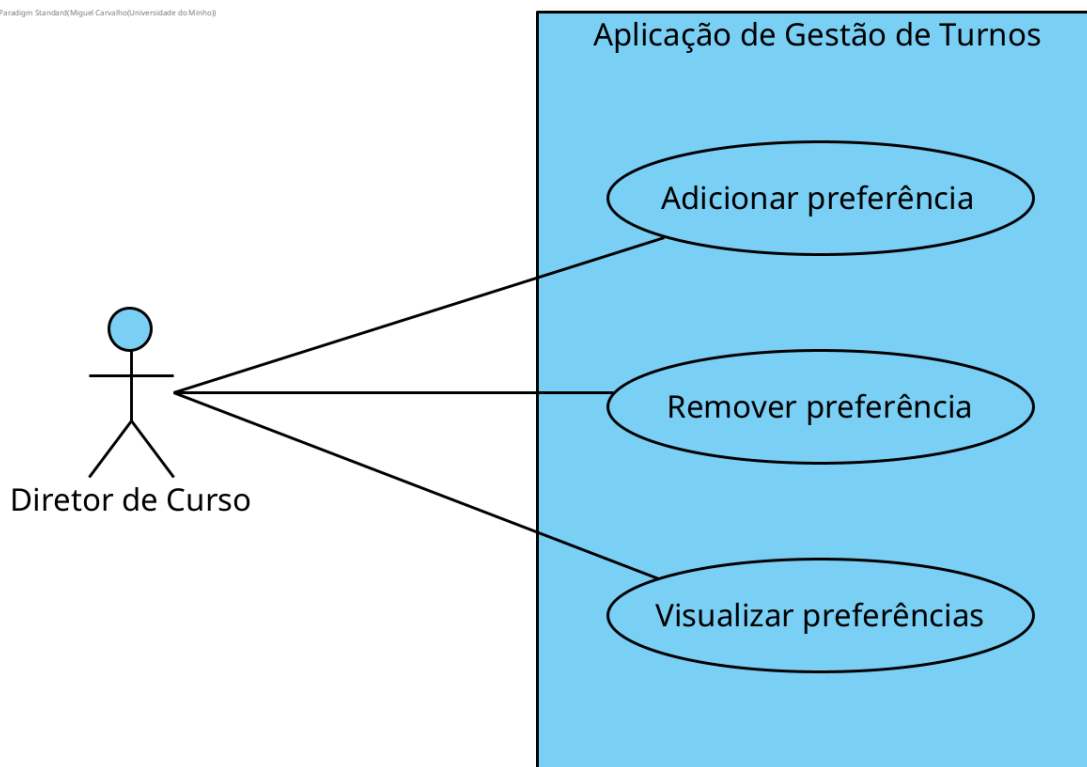 Paradigm Standard(Miguel Carvalho(Universidade do Minho))
Aplicação de Gestão de Turnos
Adicionar preferência
Remover preferência
Diretor de Curso
Visualizar preferências